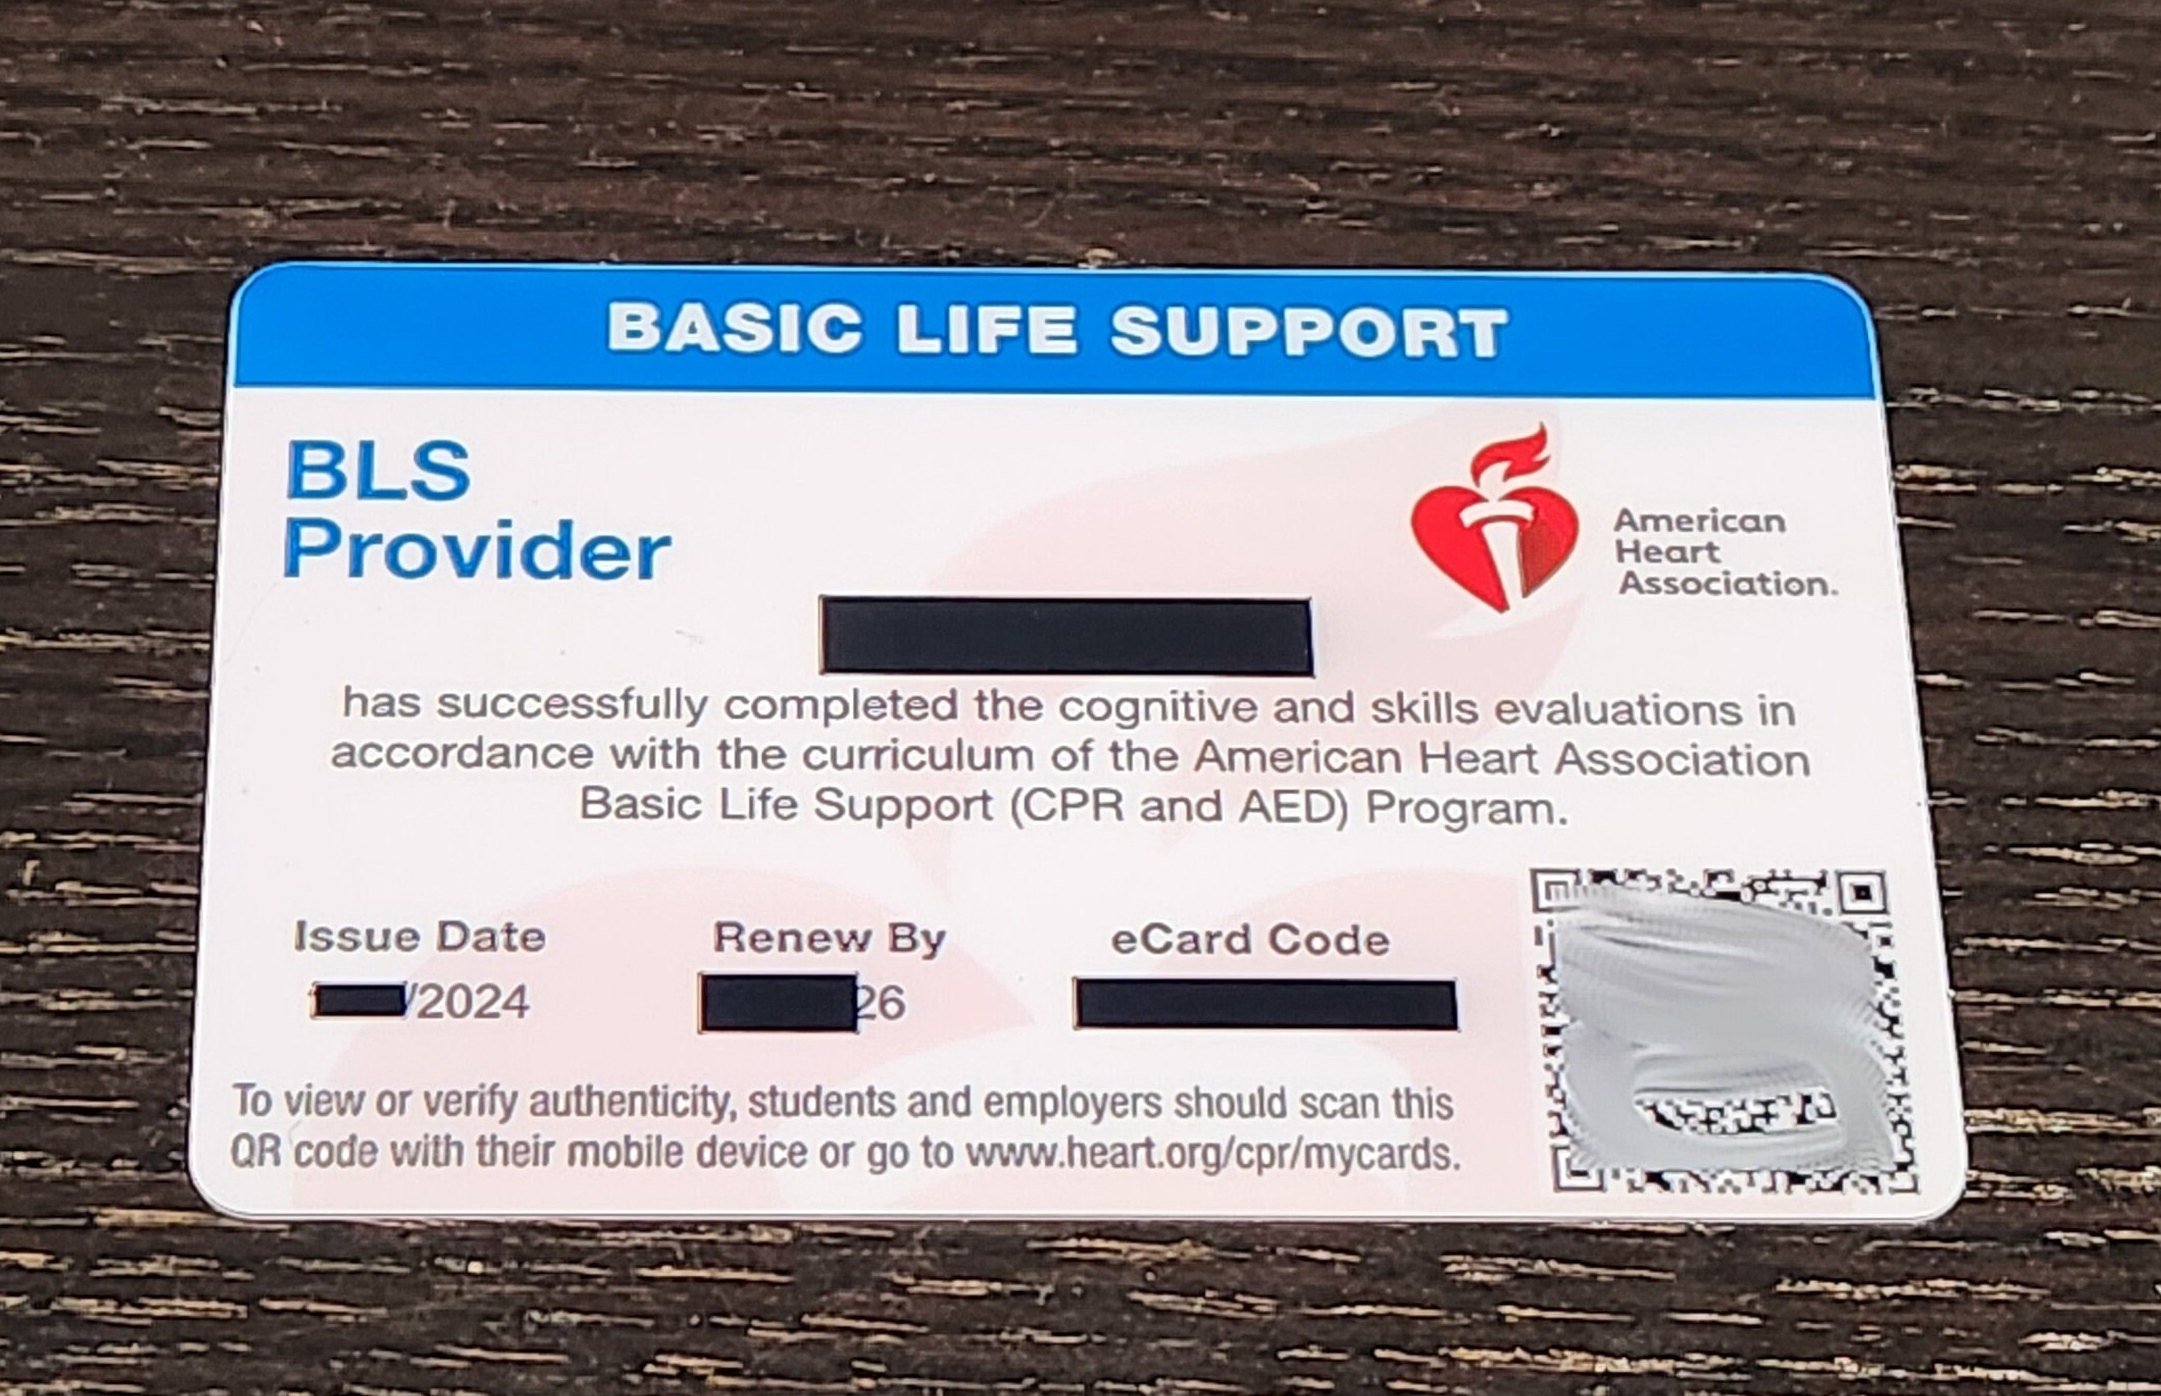 BASIC LIFE SUPPORT
BLS
Provider
American
Heart
Association.
has successfully completed the cognitive and skills evaluations in
accordance with the curriculum of the American Heart Association
Basic Life Support (CPR and AED) Program.
Issue Date Renew By eCard Code
/2024 26
To view or verify authenticity, students and employers should scan this
QR code with their mobile device or go to www.heart.org/cpr/mycards.